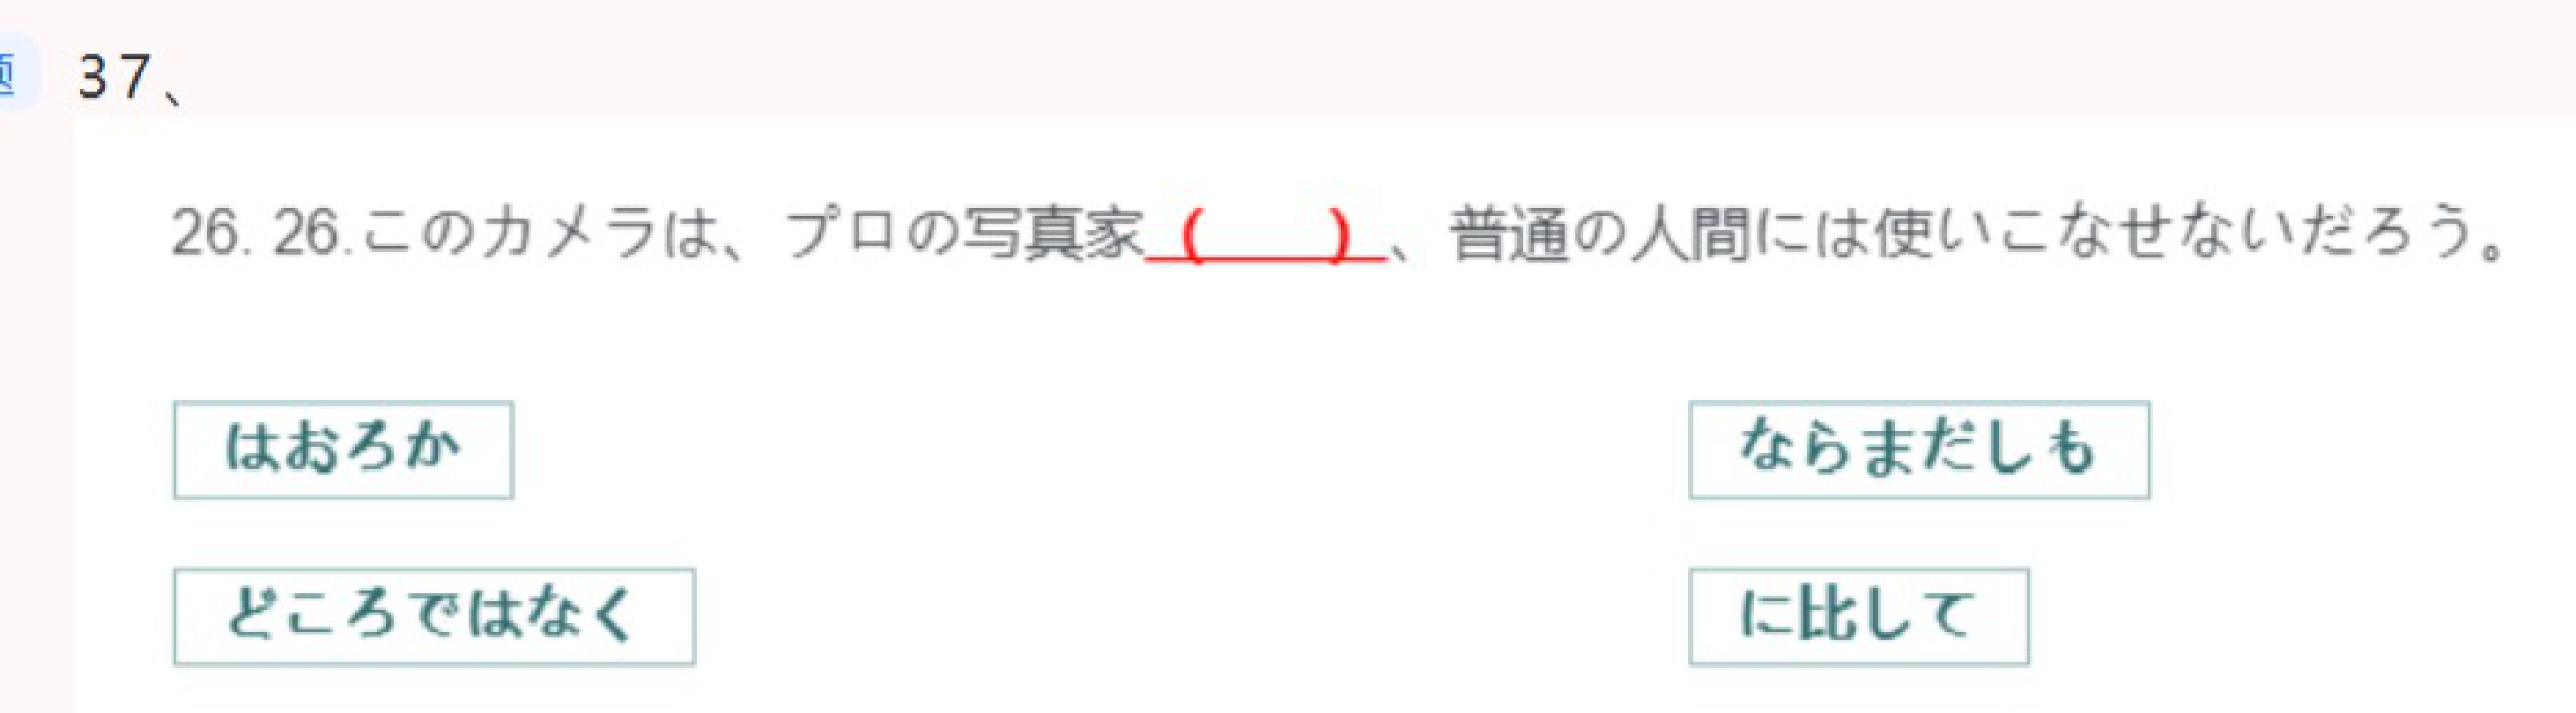 37、
26. 26.このカメラは、プロの写真家（　　）、普通の人間には使いこなせないだろう。
はおろか
ならまだしも
どころではなく
に比して